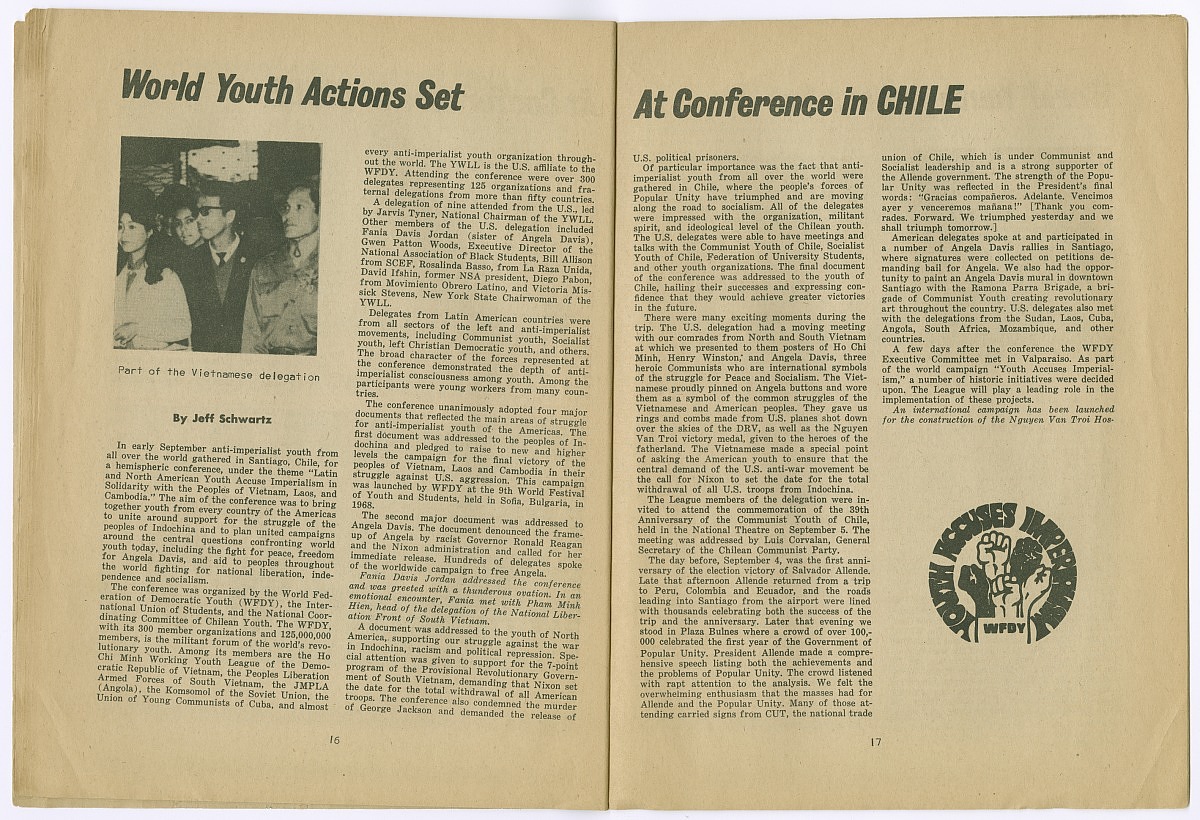 World Youth Actions Set
Part of the Vietnamese delegation
By Jeff Schwartz
In early September anti-imperialist youth from
all over the world gathered in Santiago, Chile, for
a hemispheric conference, under the theme "Latin
and North American Youth Accuse Imperialism in
Solidarity with the Peoples of Vietnam, Laos, and
Cambodia." The aim of the conference was to bring
together youth from every country of the Americas
to unite around support for the struggle of the
peoples of Indochina and to plan united campaigns
around the central questions confronting world
youth today, including the fight for peace, freedom
for Angela Davis, and aid to peoples throughout
the world fighting for national liberation, inde-
pendence and socialism.
The conference was organized by the World Fed-
eration of Democratic Youth (WFDY), the Inter-
national Union of Students, and the National Coor-
dinating Committee of Chilean Youth. The WFDY,
with its 300 member organizations and 125,000,000
members, is the militant forum of the world's revo-
lutionary youth. Among its members are the Ho
Chi Minh Working Youth League of the Demo-
cratic Republic of Vietnam, the Peoples Liberation
Armed Forces of South Vietnam, the JMPLA
(Angola), the Komsomol of the Soviet Union, the
Union of Young Communists of Cuba, and almost
every anti-imperialist youth organization through-
out the world. The YWLL is the U.S. affiliate to the
WFDY. Attending the conference were over 300
delegates representing 125 organizations and fra-
ternal delegations from more than fifty countries.
A delegation of nine attended from the U.S., led
by Jarvis Tyner, National Chairman of the YWLL.
Other members of the U.S. delegation included
Fania Davis Jordan (sister of Angela Davis),
Gwen Patton Woods, Executive Director of the
National Association of Black Students, Bill Allison
from SCEF, Rosalinda Basso, from La Raza Unida,
David Ifshin, former NSA president, Diego Pabon,
from Movimiento Obrero Latino, and Victoria Mis-
sick Stevens, New York State Chairwoman of the
YWLL.
Delegates from Latin American countries were
from all sectors of the left and anti-imperialist
movements, including Communist youth, Socialist
youth, left Christian Democratic youth, and others.
The broad character of the forces represented at
the conference demonstrated the depth of anti-
imperialist consciousness among youth. Among the
participants were young workers from many coun-
tries.
The conference unanimously adopted four major
documents that reflected the main areas of struggle
for anti-imperialist youth of the Americas. The
first document was addressed to the peoples of In-
dochina and pledged to raise to new and higher
levels the campaign for the final victory of the
peoples of Vietnam, Laos and Cambodia in their
struggle against U.S. aggression. This campaign
was launched by WFDY at the 9th World Festival
of Youth and Students, held in Sofia, Bulgaria, in
1968.
The second major document was addressed to
Angela Davis. The document denounced the frame-
up of Angela by racist Governor Ronald Reagan
and the Nixon administration and called for her
immediate release. Hundreds of delegates spoke
of the worldwide campaign to free Angela.
Fania Davis Jordan addressed the conference
and was greeted with a thunderous ovation. In an
emotional encounter, Fania met with Pham Minh
Hien, head of the delegation of the National Liber-
ation Front of South Vietnam.
A document was addressed to the youth of North
America, supporting our struggle against the war
in Indochina, racism and political repression. Spe-
cial attention was given to support for the 7-point
program of the Provisional Revolutionary Govern-
ment of South Vietnam, demanding that Nixon set
the date for the total withdrawal of all American
troops. The conference also condemned the murder
of George Jackson and demanded the release of
16
At Conference in CHILE
U.S. political prisoners.
Of particular importance was the fact that anti-
imperialist youth from all over the world were
gathered in Chile, where the people's forces of
Popular Unity have triumphed and are moving
along the road to socialism. All of the delegates
were impressed with the organization, militant
spirit, and ideological level of the Chilean youth.
The U.S. delegates were able to have meetings and
talks with the Communist Youth of Chile, Socialist
Youth of Chile, Federation of University Students,
and other youth organizations. The final document
of the conference was addressed to the youth of
Chile, hailing their successes and expressing con-
fidence that they would achieve greater victories
in the future.
There were many exciting moments during the
trip. The U.S. delegation had a moving meeting
with our comrades from North and South Vietnam
at which we presented to them posters of Ho Chi
Minh, Henry Winston, and Angela Davis, three
heroic Communists who are international symbols
of the struggle for Peace and Socialism. The Viet-
namese proudly pinned on Angela buttons and wore
them as a symbol of the common struggles of the
Vietnamese and American peoples. They gave us
rings and combs made from U.S. planes shot down
over the skies of the DRV, as well as the Nguyen
Van Troi victory medal, given to the heroes of the
fatherland. The Vietnamese made a special point
of asking the American youth to ensure that the
central demand of the U.S. anti-war movement be
the call for Nixon to set the date for the total
withdrawal of all U.S. troops from Indochina.
The League members of the delegation were in-
vited to attend the commemoration of the 39th
Anniversary of the Communist Youth of Chile,
held in the National Theatre on September 5. The
meeting was addressed by Luis Corvalan, General
Secretary of the Chilean Communist Party.
The day before, September 4, was the first anni-
versary of the election victory of Salvador Allende.
Late that afternoon Allende returned from a trip
to Peru, Colombia and Ecuador, and the roads
leading into Santiago from the airport were lined
with thousands celebrating both the success of the
trip and the anniversary. Later that evening we
stood in Plaza Bulnes where a crowd of over 100,-
000 celebrated the first year of the Government of
Popular Unity. President Allende made a compre-
hensive speech listing both the achievements and
the problems of Popular Unity. The crowd listened
with rapt attention to the analysis. We felt the
overwhelming enthusiasm that the masses had for
Allende and the Popular Unity. Many of those at-
tending carried signs from CUT, the national trade
union of Chile, which is under Communist and
Socialist leadership and is a strong supporter of
the Allende government. The strength of the Popu-
lar Unity was reflected in the President's final
words: "Gracias compañeros. Adelante. Vencimos
ayer y venceremos mañana!" [Thank you com-
rades. Forward. We triumphed yesterday and we
shall triumph tomorrow.]
American delegates spoke at and participated in
a number of Angela Davis rallies in Santiago,
where signatures were collected on petitions de-
manding bail for Angela. We also had the oppor-
tunity to paint an Angela Davis mural in downtown
Santiago with the Ramona Parra Brigade, a bri-
gade of Communist Youth creating revolutionary
art throughout the country. U.S. delegates also met
with the delegations from the Sudan, Laos, Cuba,
Angola, South Africa, Mozambique, and other
countries.
A few days after the conference the WFDY
Executive Committee met in Valparaiso. As part
of the world campaign "Youth Accuses Imperial-
ism," a number of historic initiatives were decided
upon. The League will play a leading role in the
implementation of these projects.
An international campaign has been launched
for the construction of the Nguyen Van Troi Hos-
YOUTH ACCUSES IMPERIALISM
WFDY
17